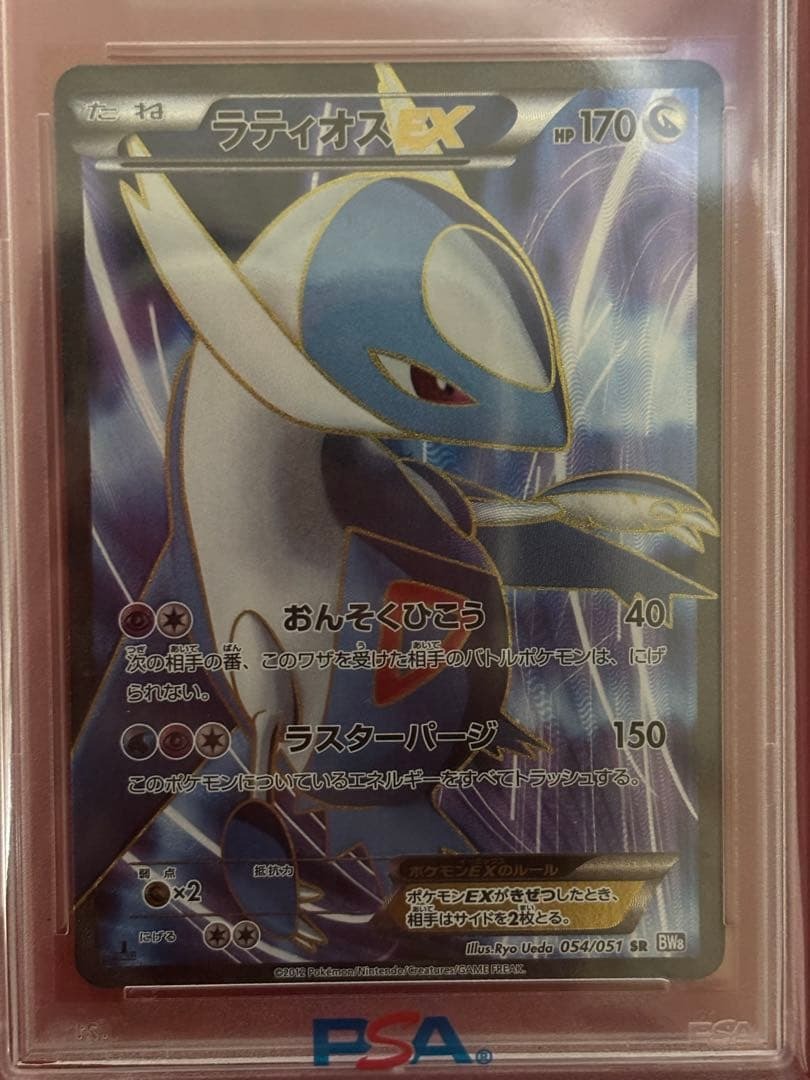 たね
ラティオスEX
HP170
おんそくひこう 40
次の相手の番、このワザを受けた相手のバトルポケモンは、にげ
られない。
ラスターパージ 150
このポケモンについているエネルギーをすべてトラッシュする。
弱点 抵抗力
×2
にげる
ポケモンEXのルール
ポケモンEXがきぜつしたとき、
相手はサイドを2枚とる。
Illus.Ryo Ueda 054/051 SR BW8
©2012 Pokémon/Nintendo/Creatures/GAME FREAK.
PSA®
PSA